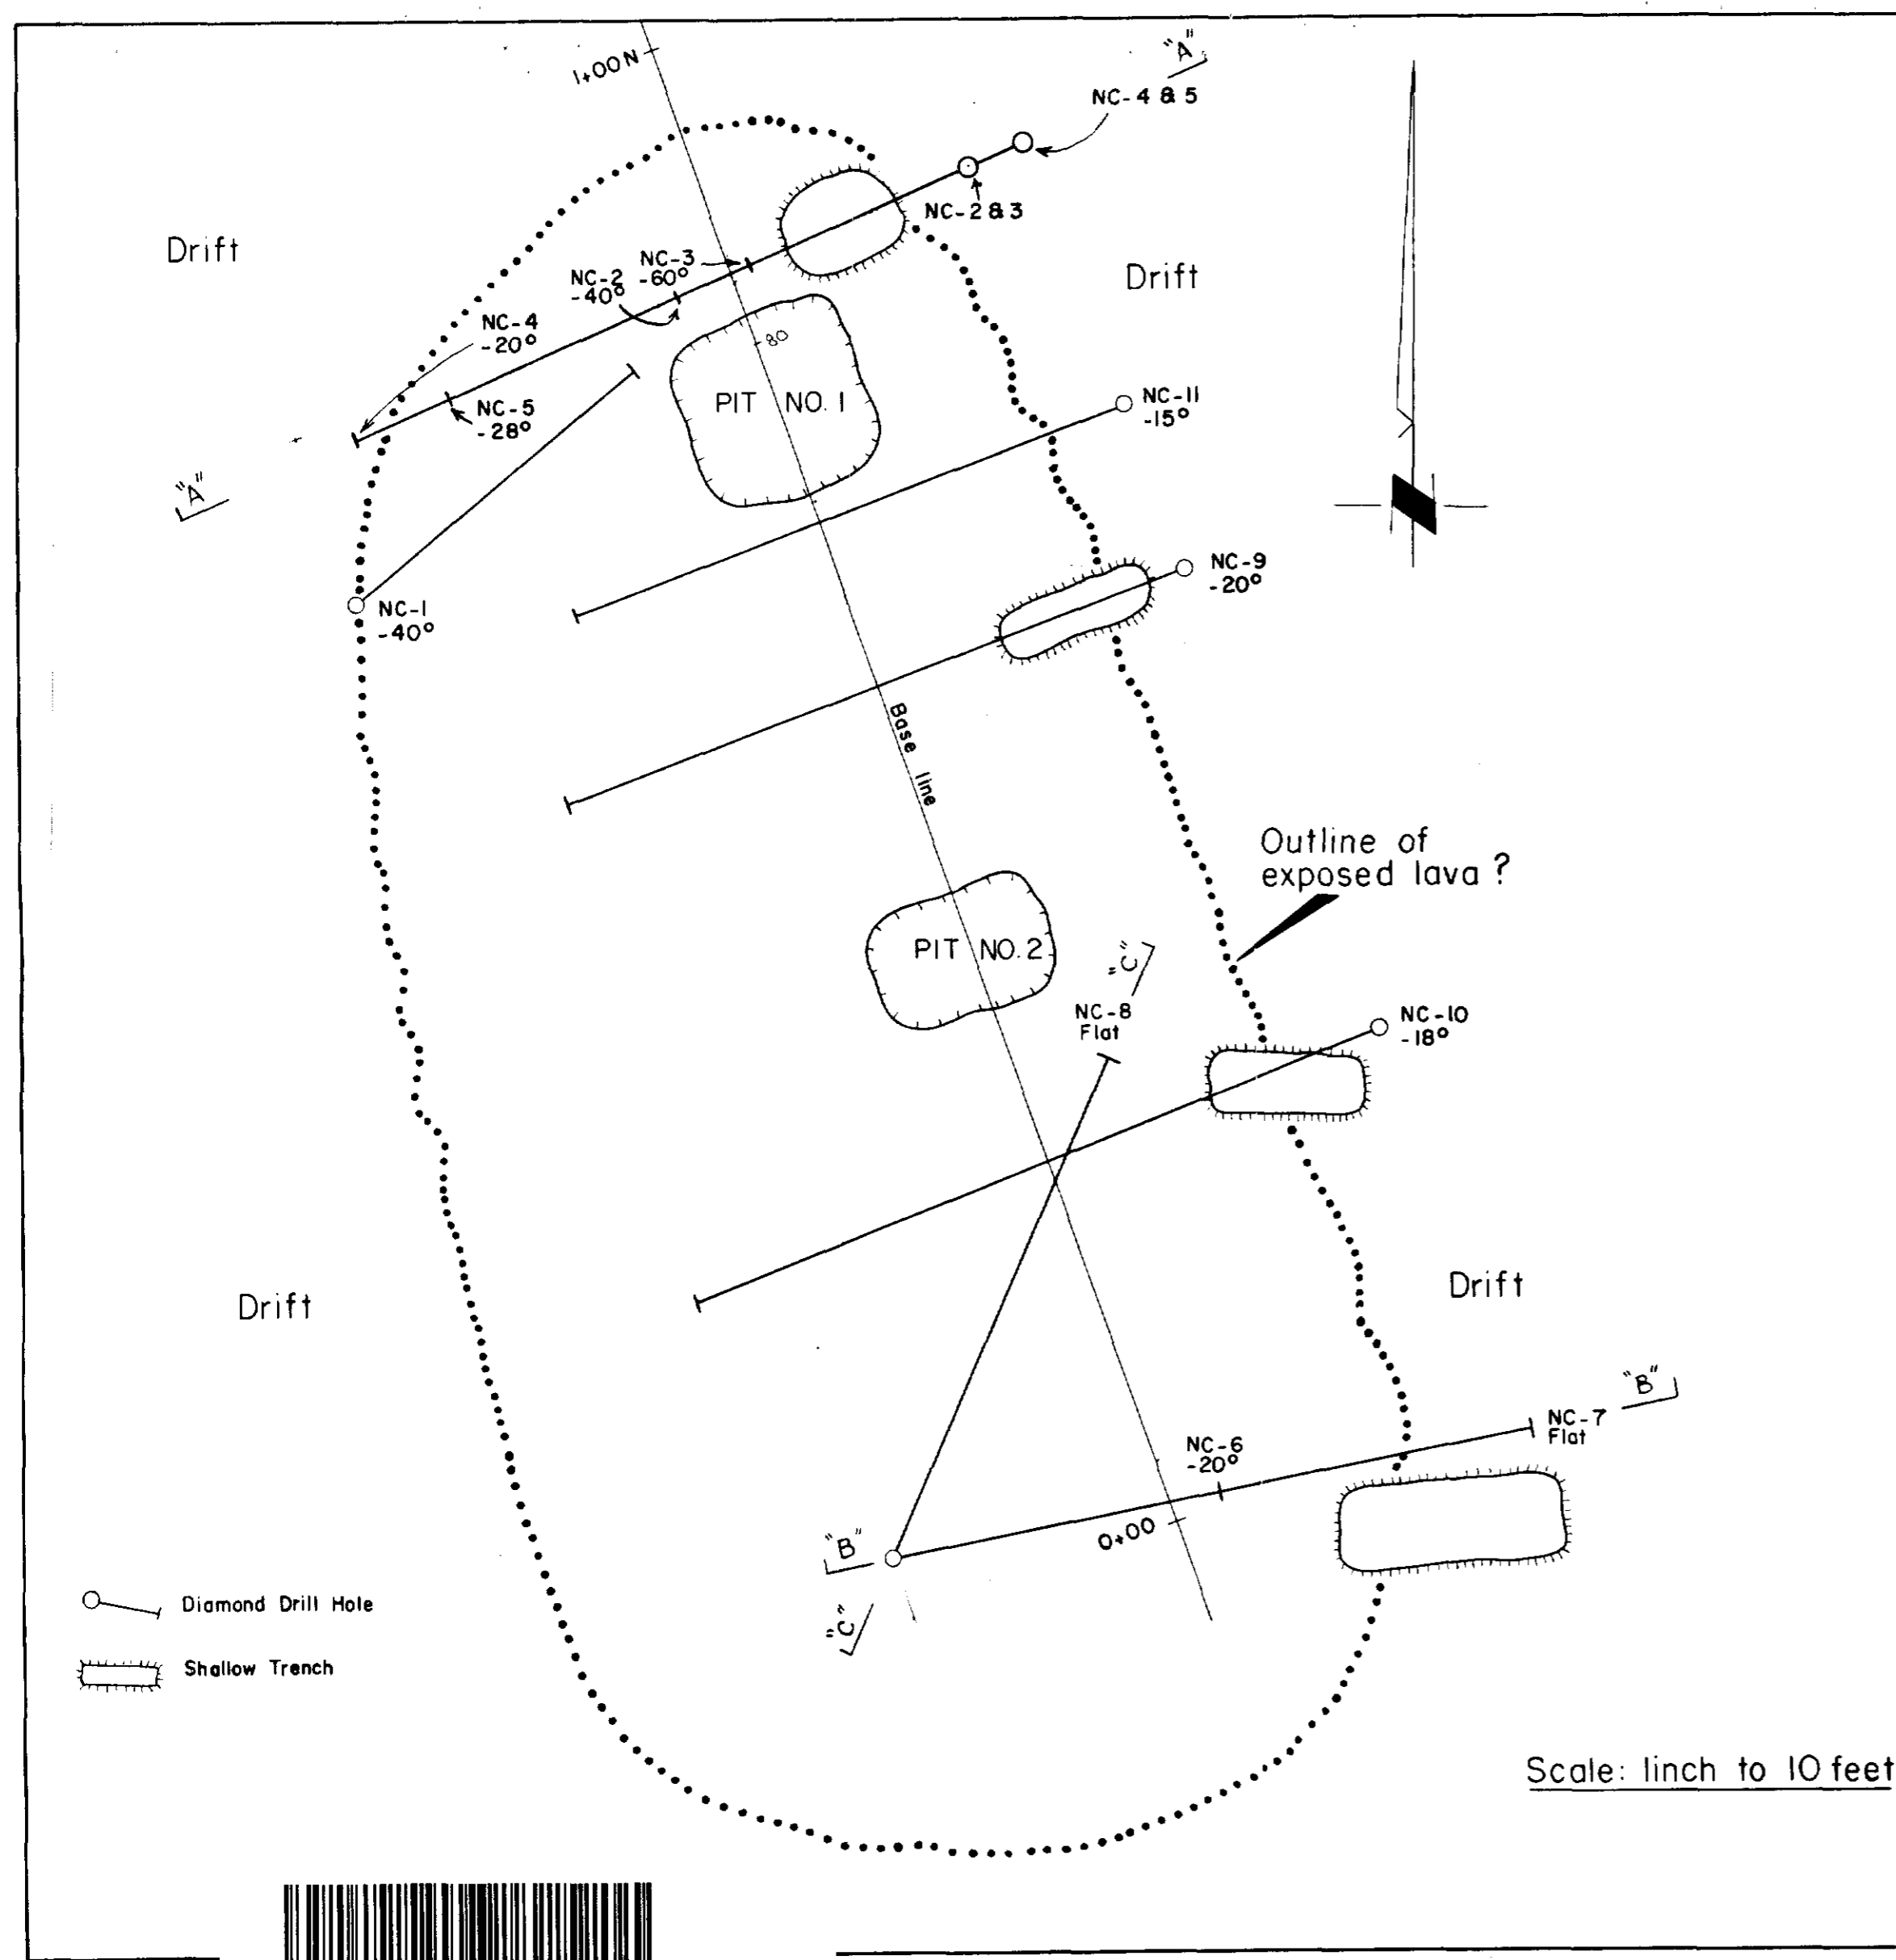 1+00N
"A"
NC-4 & 5
NC-2 & 3
Drift
Drift
NC-3
-60°
NC-2
-40°
NC-4
-20°
80
PIT NO. 1
NC-5
-28°
NC-11
-15°
"A"
NC-9
-20°
NC-1
-40°
Base line
Outline of
exposed lava ?
PIT NO. 2
"C"
NC-8
Flat
NC-10
-18°
Drift
Drift
"B"
NC-7
Flat
NC-6
-20°
0+00
"B"
"C"
Diamond Drill Hole
Shallow Trench
Scale: 1inch to 10 feet